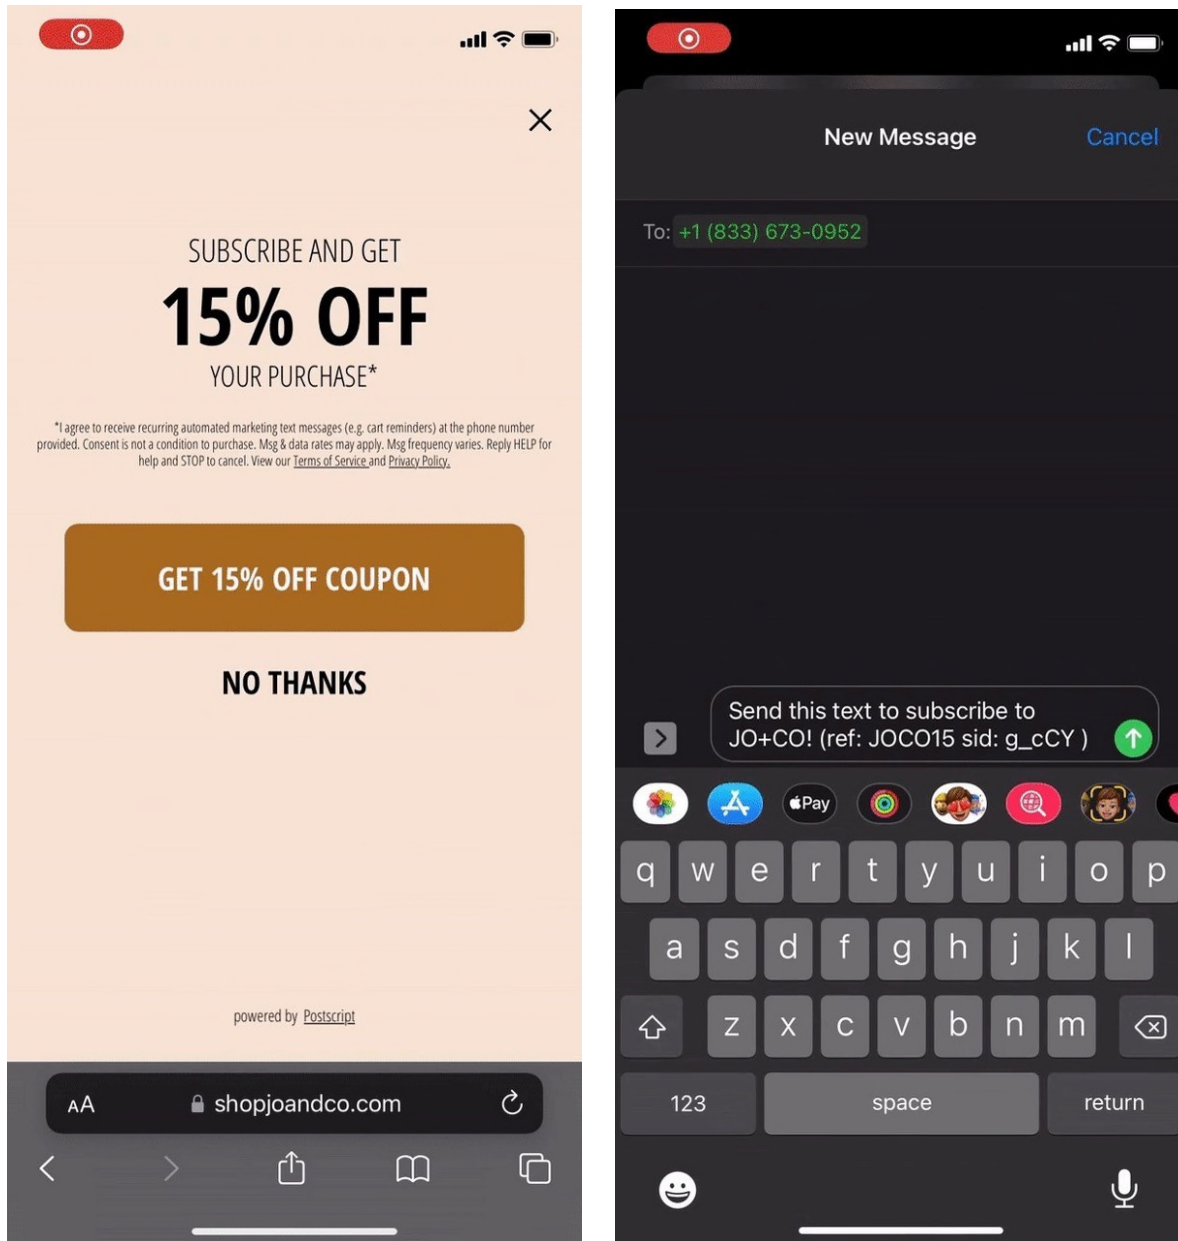 SUBSCRIBE AND GET
15% OFF
YOUR PURCHASE*
*I agree to receive recurring automated marketing text messages (e.g. cart reminders) at the phone number
provided. Consent is not a condition to purchase. Msg & data rates may apply. Msg frequency varies. Reply HELP for
help and STOP to cancel. View our Terms of Service and Privacy Policy.
GET 15% OFF COUPON
NO THANKS
powered by Postscript
AA shopjoandco.com
New Message Cancel
To: +1 (833) 673-0952
Send this text to subscribe to
JO+CO! (ref: JOCO15 sid: g_cCY )
Pay
q w e r t y u i o p
a s d f g h j k l
z x c v b n m
123 space return